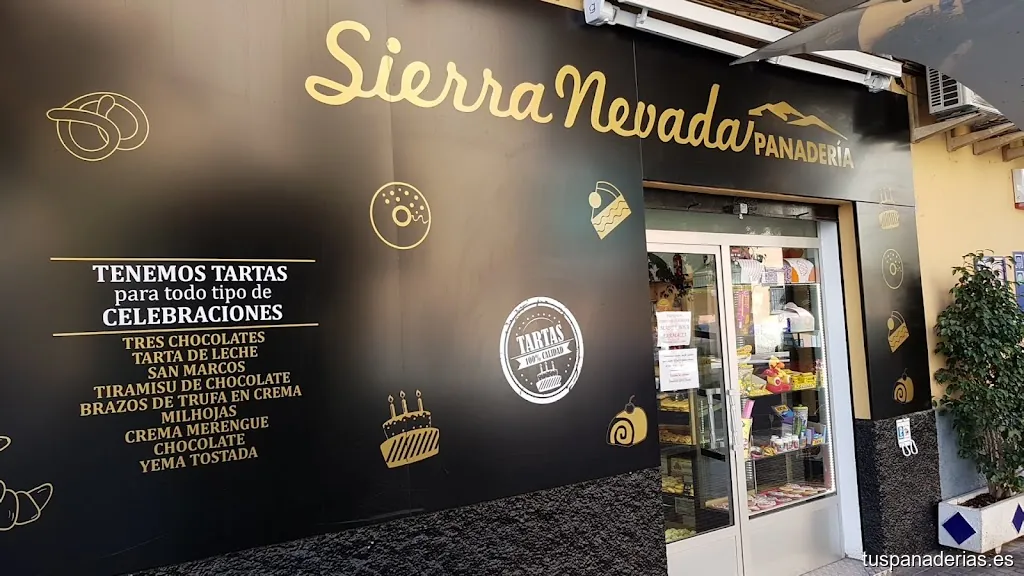 Sierra Nevada
PANADERÍA
TENEMOS TARTAS
para todo tipo de
CELEBRACIONES
TRES CHOCOLATES
TARTA DE LECHE
SAN MARCOS
TIRAMISU DE CHOCOLATE
BRAZOS DE TRUFA EN CREMA
MILHOJAS
CREMA MERENGUE
CHOCOLATE
YEMA TOSTADA
TARTAS
100% CALIDAD
tuspanaderias.es